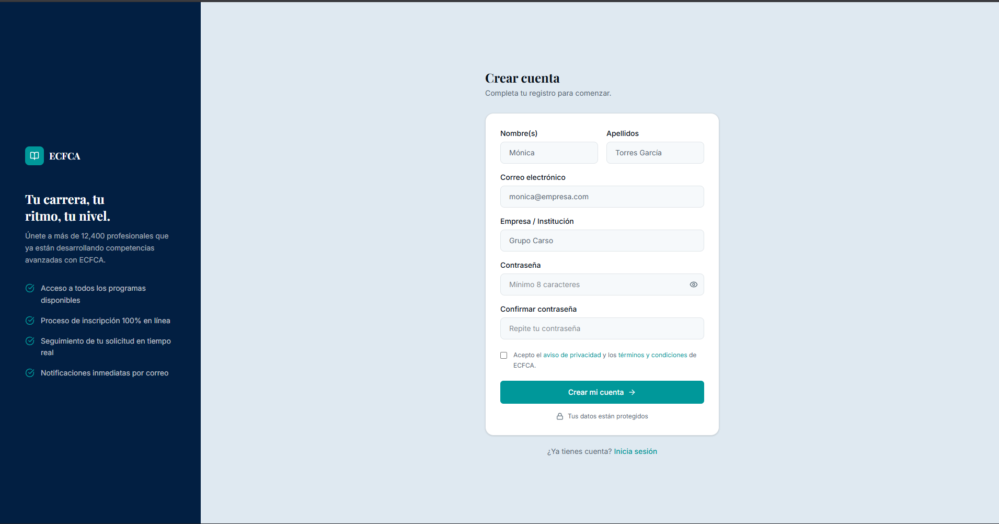 ECFCA
Tu carrera, tu
ritmo, tu nivel.
Únete a más de 12,400 profesionales que
ya están desarrollando competencias
avanzadas con ECFCA.
Acceso a todos los programas
disponibles
Proceso de inscripción 100% en línea
Seguimiento de tu solicitud en tiempo
real
Notificaciones inmediatas por correo
Crear cuenta
Completa tu registro para comenzar.
Nombre(s)
Mónica
Apellidos
Torres García
Correo electrónico
monica@empresa.com
Empresa / Institución
Grupo Carso
Contraseña
Mínimo 8 caracteres
Confirmar contraseña
Repite tu contraseña
Acepto el aviso de privacidad y los términos y condiciones de
ECFCA.
Crear mi cuenta →
Tus datos están protegidos
¿Ya tienes cuenta? Inicia sesión